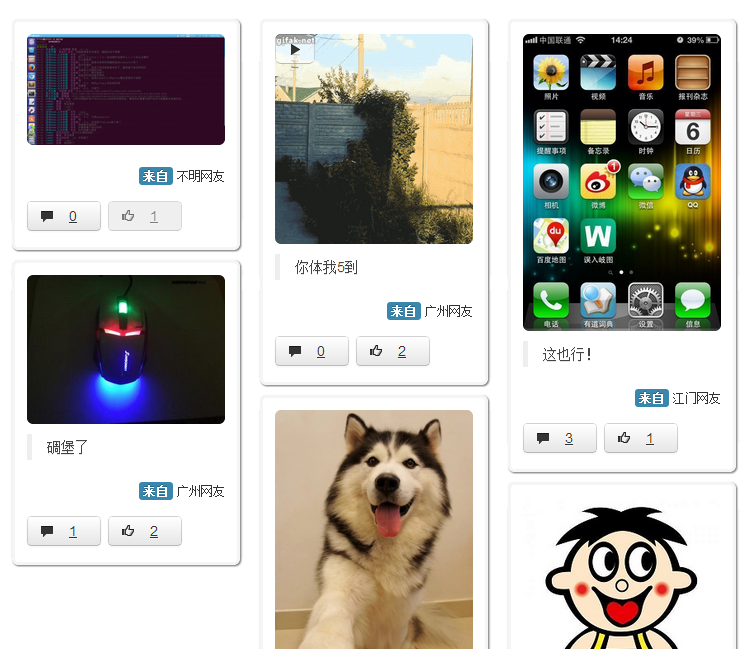 来自 不明网友
0
1
碉堡了
来自 广州网友
1
2
gifak-net
你体我5到
来自 广州网友
0
2
中国联通
14:24
39%
照片
视频
音乐
报刊杂志
提醒事项
备忘录
时钟
星期三
6
日历
相机
1
微博
微信
QQ
du
百度地图
W
误入歧图
电话
有道词典
设置
信息
这也行!
来自 江门网友
3
1